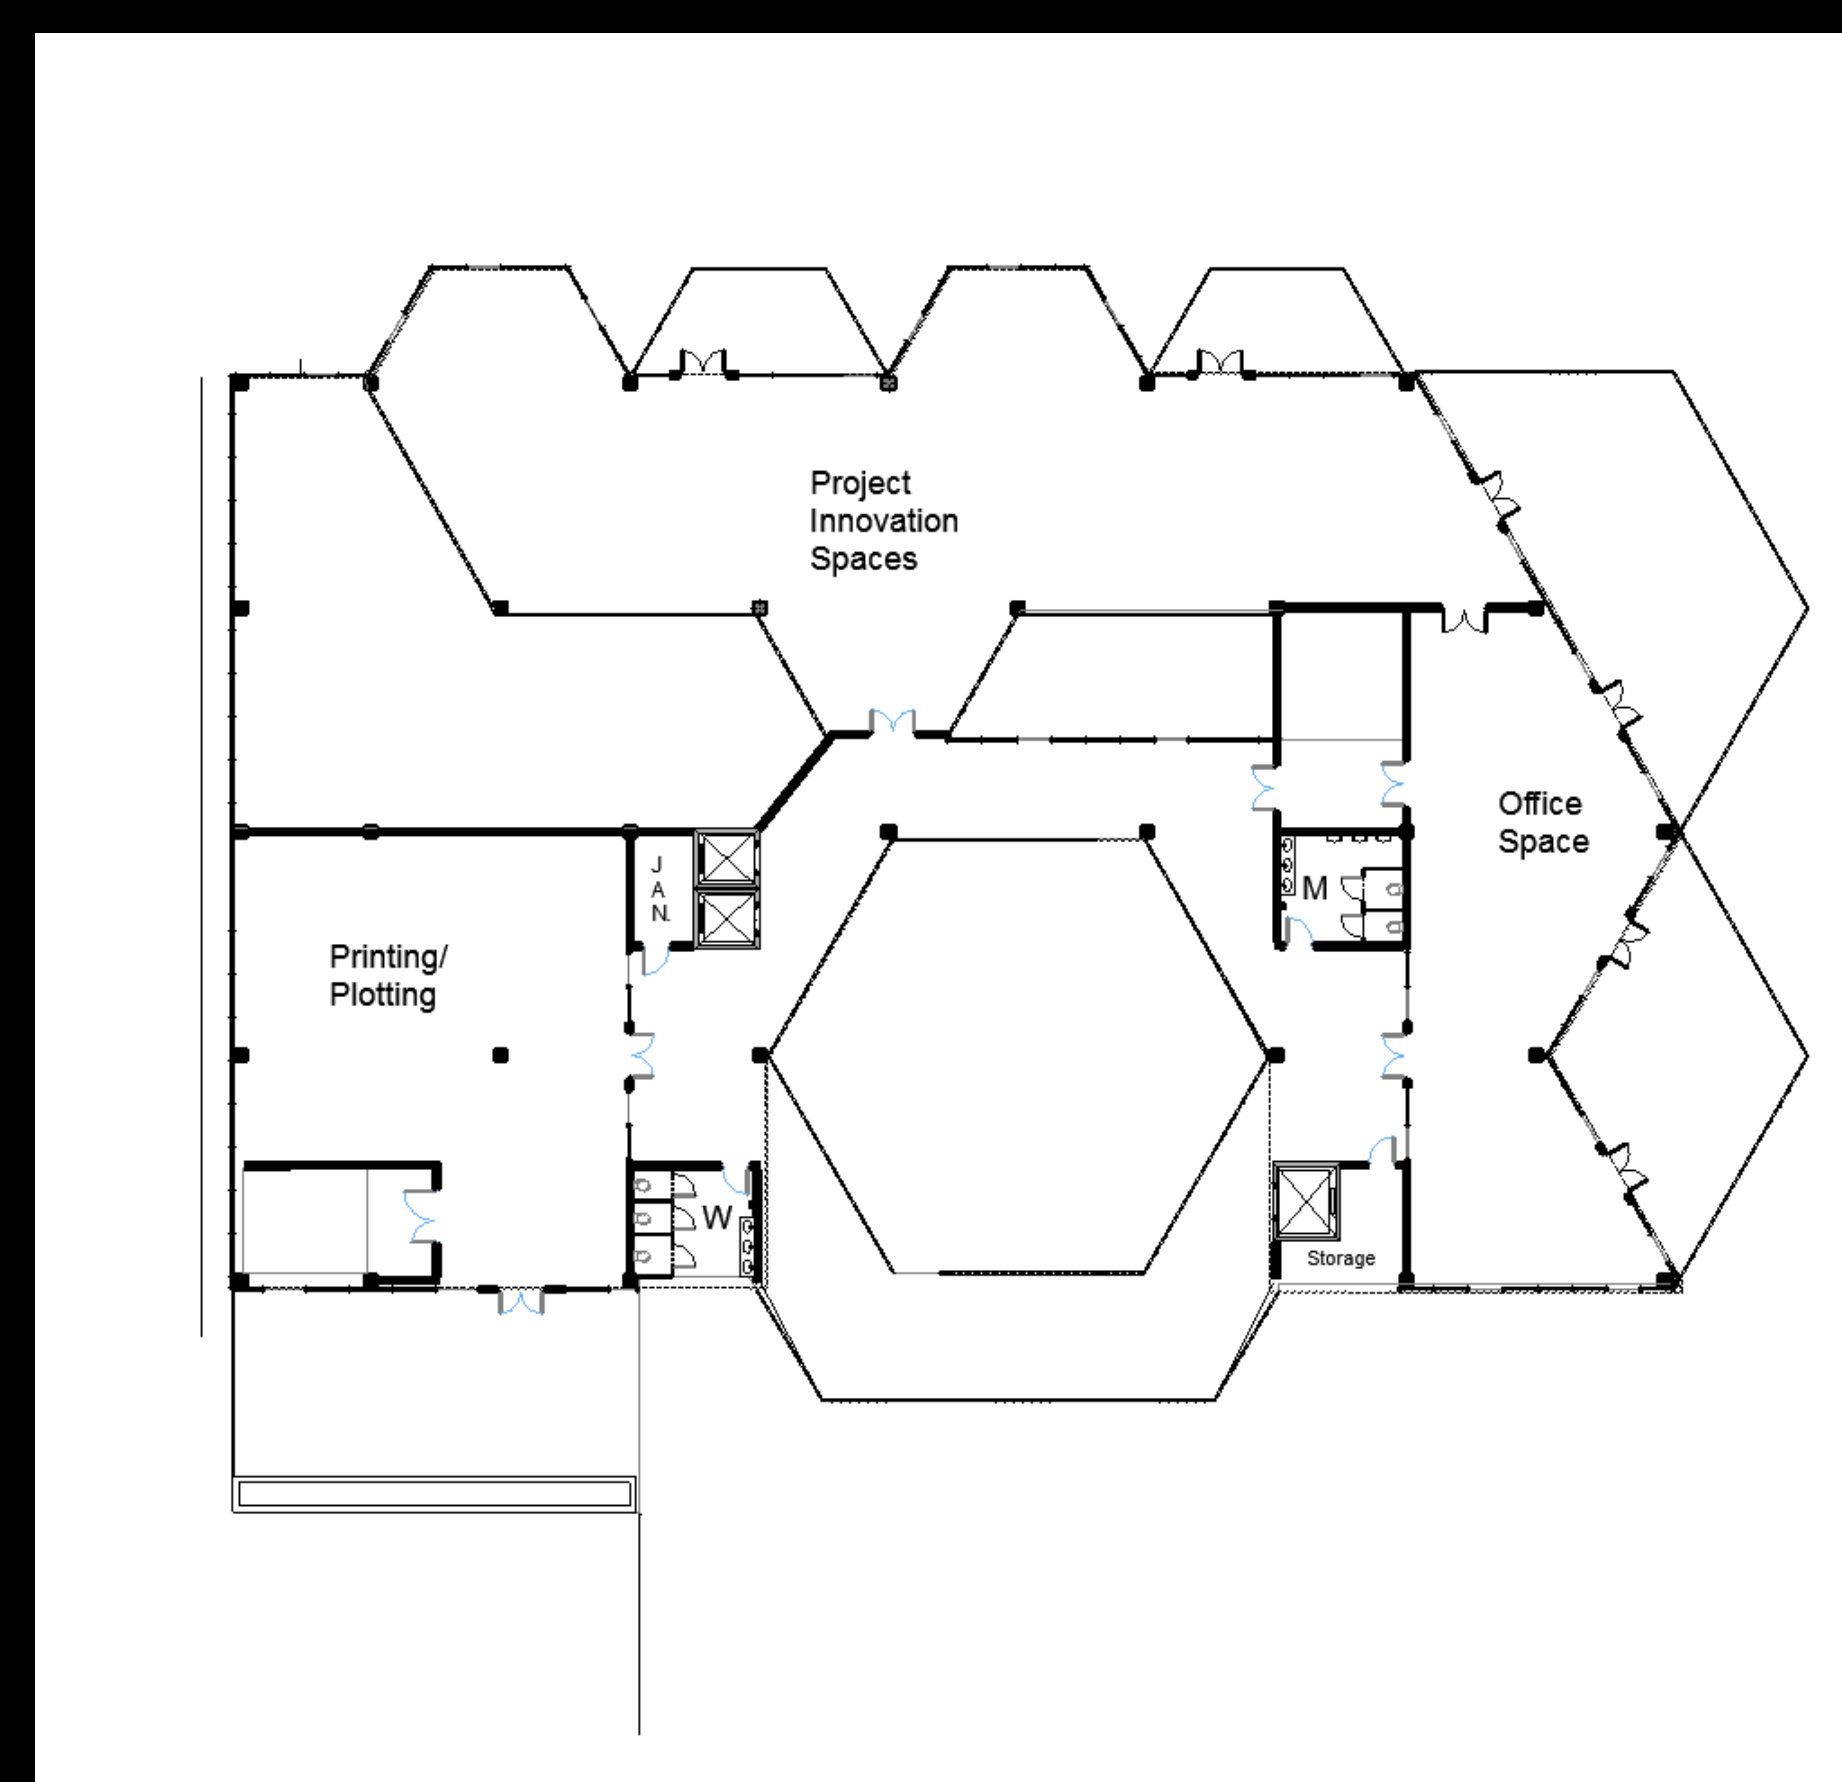 Project
Innovation
Spaces
Office
Space
J
A
N.
M
Printing/
Plotting
W
Storage